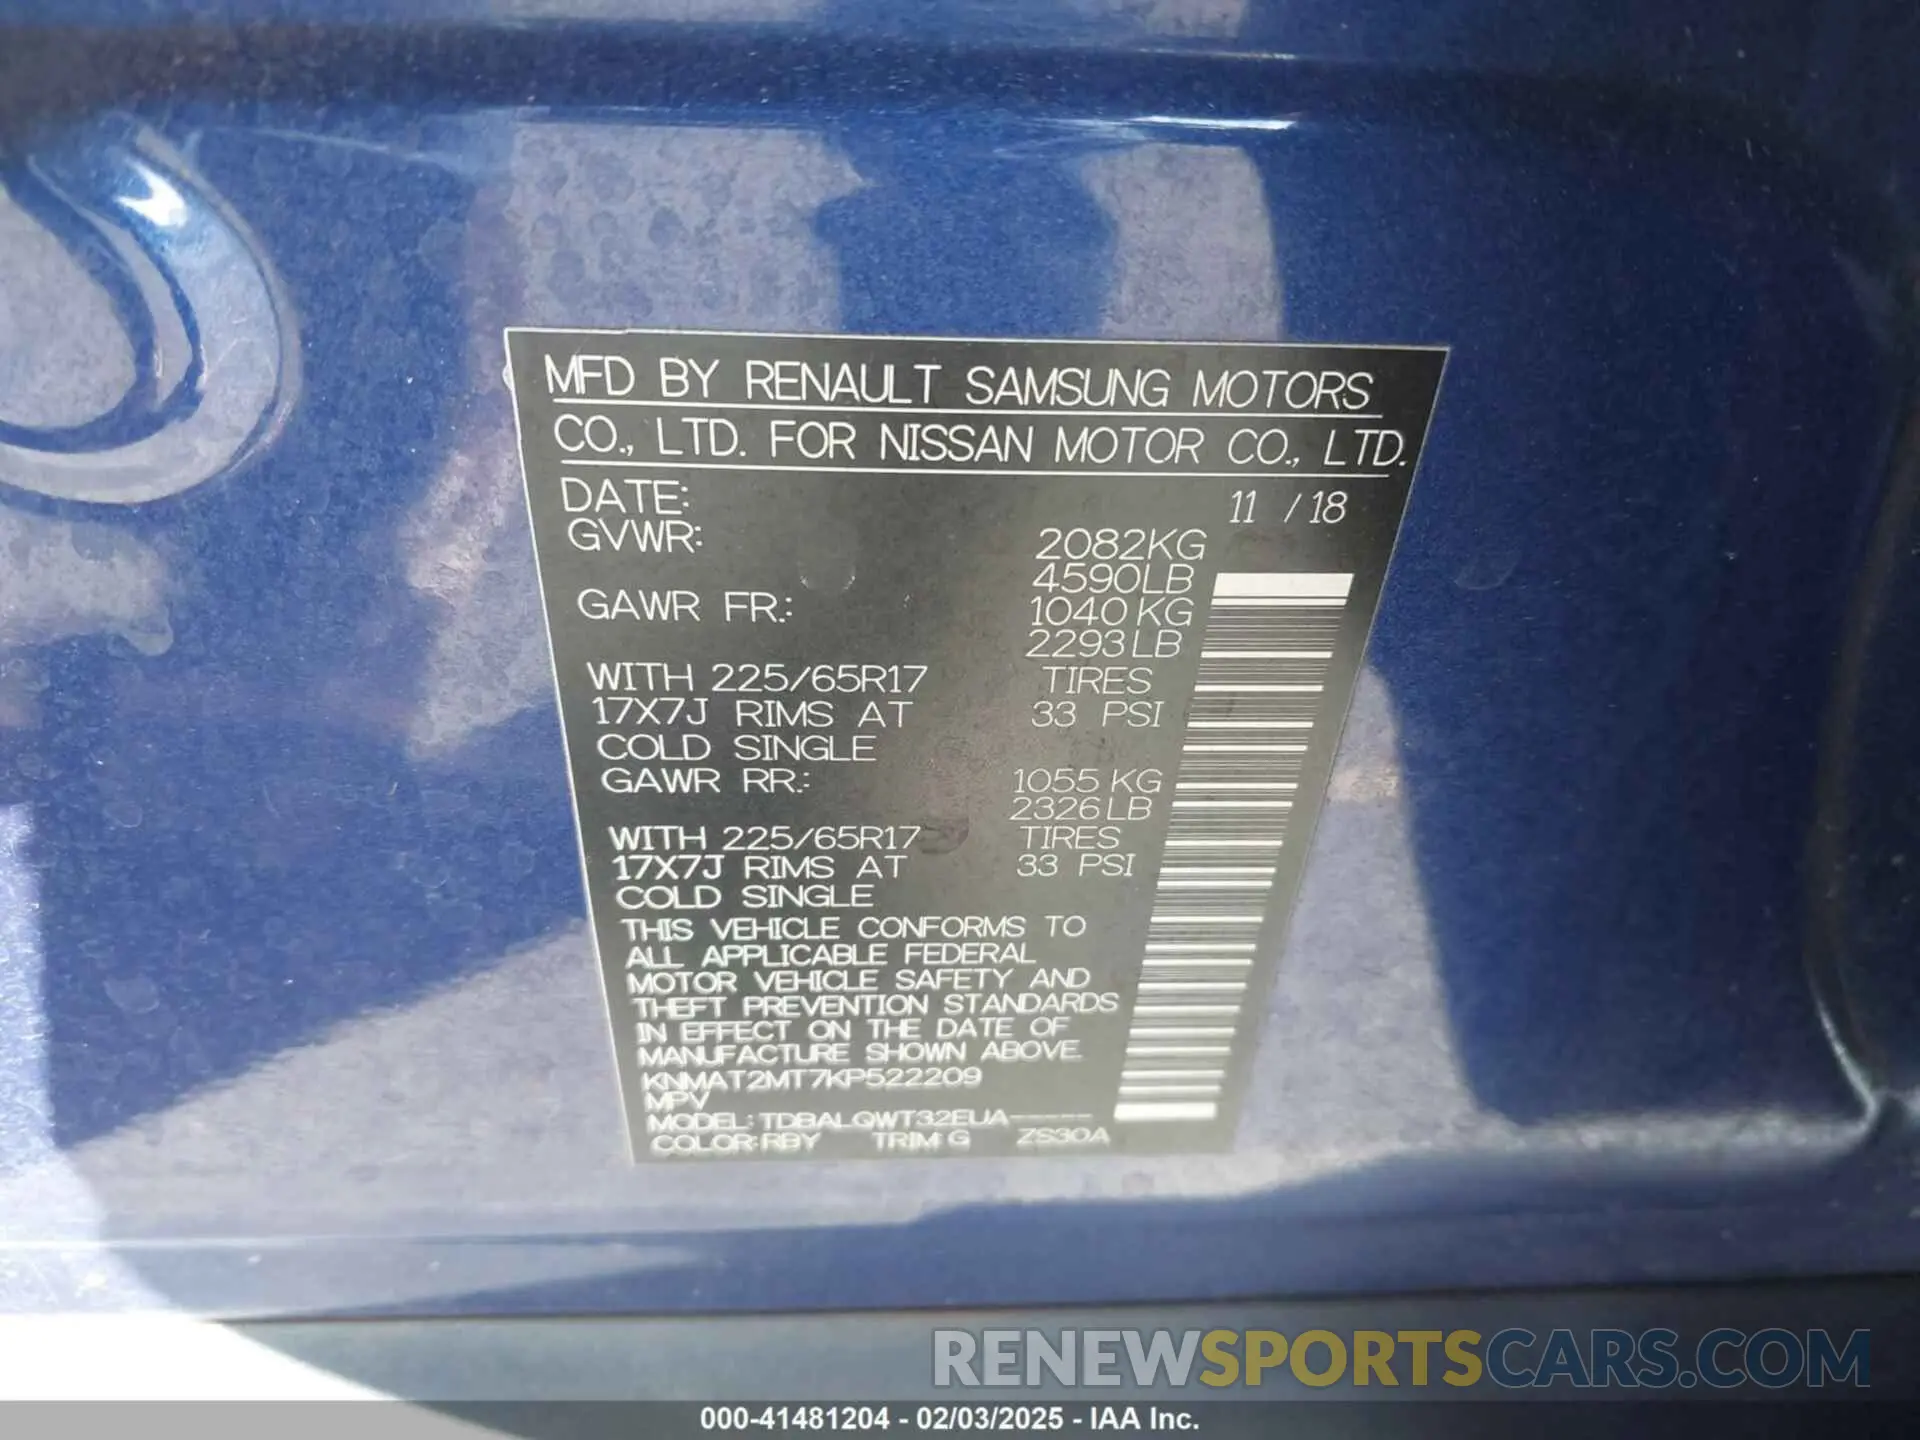 MFD BY RENAULT SAMSUNG MOTORS
CO., LTD. FOR NISSAN MOTOR CO., LTD.
DATE: 11 / 18
GVWR: 2082KG
4590LB
GAWR FR.: 1040 KG
2293 LB
WITH 225/65R17 TIRES
17X7J RIMS AT 33 PSI
COLD SINGLE
GAWR RR.: 1055 KG
2326 LB
WITH 225/65R17 TIRES
17X7J RIMS AT 33 PSI
COLD SINGLE
THIS VEHICLE CONFORMS TO
ALL APPLICABLE FEDERAL
MOTOR VEHICLE SAFETY AND
THEFT PREVENTION STANDARDS
IN EFFECT ON THE DATE OF
MANUFACTURE SHOWN ABOVE.
KNMAT2MT7KP522209
MPV
MODEL: TDBALQWT32EUA-----
COLOR:RBY TRIM:G ZS30A
RENEWSPORTSCARS.COM
000-41481204 - 02/03/2025 - IAA Inc.